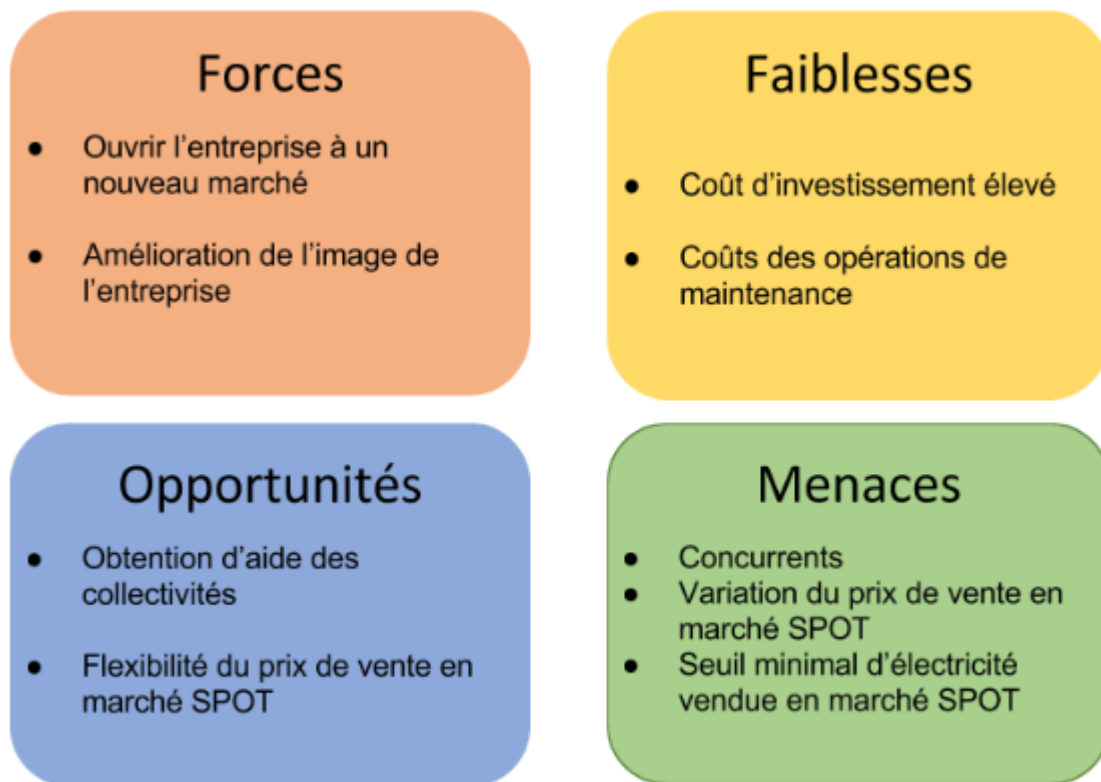 Forces
● Ouvrir l’entreprise à un
nouveau marché
● Amélioration de l’image de
l’entreprise
Faiblesses
● Coût d’investissement élevé
● Coûts des opérations de
maintenance
Opportunités
● Obtention d’aide des
collectivités
● Flexibilité du prix de vente en
marché SPOT
Menaces
● Concurrents
● Variation du prix de vente en
marché SPOT
● Seuil minimal d’électricité
vendue en marché SPOT